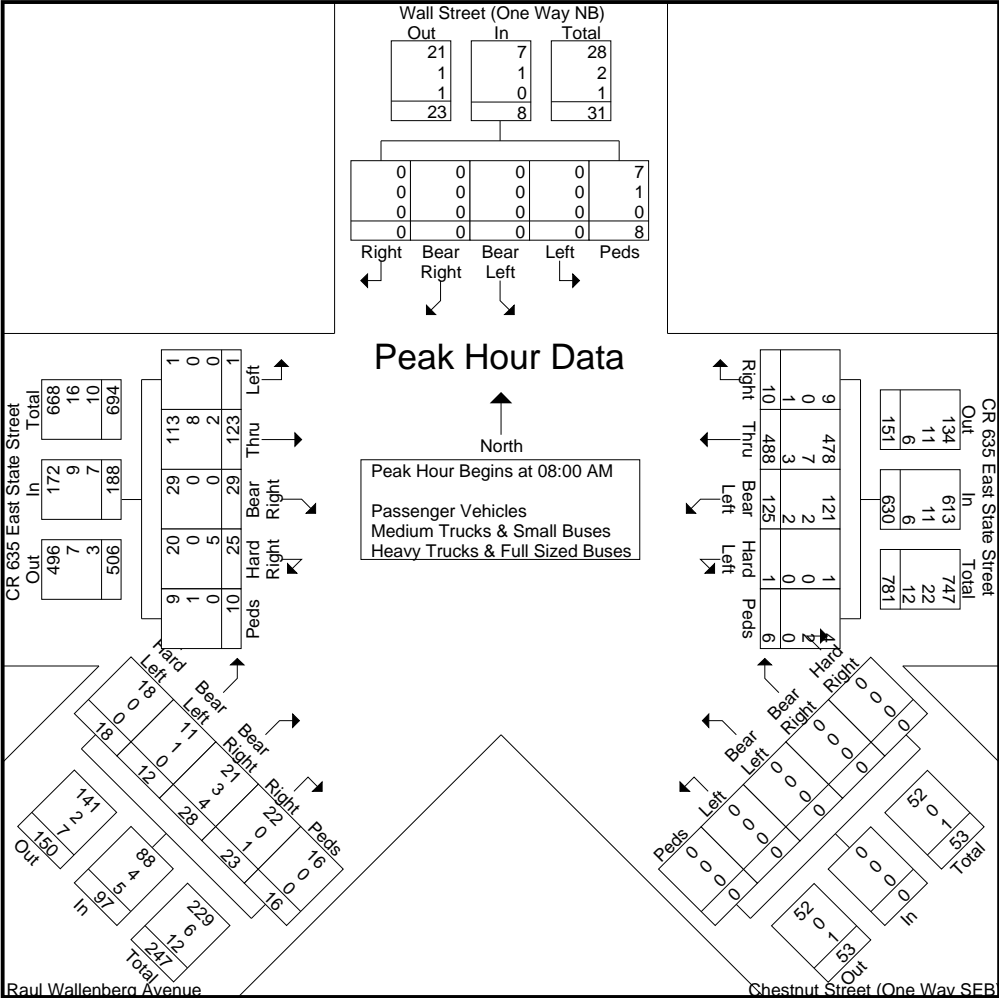 Wall Street (One Way NB)
Out In Total
21 7 28
1 1 2
1 0 1
23 8 31
0 0 0 0 7
0 0 0 0 1
0 0 0 0 0
0 0 0 0 8
Right Bear Right Bear Left Left Peds
Peak Hour Data
North
Peak Hour Begins at 08:00 AM
Passenger Vehicles
Medium Trucks & Small Buses
Heavy Trucks & Full Sized Buses
CR 635 East State Street
Total 668 16 10 694
In 172 9 7 188
Out 496 7 3 506
1 0 0 1 Left
113 8 2 123 Thru
29 0 0 29 Bear Right
20 0 5 25 Hard Right
9 1 0 10 Peds
CR 635 East State Street
Out 134 11 6 151
In 613 11 6 630
Total 747 22 12 781
Right 9 0 1 10
Thru 478 7 3 488
Bear Left 121 2 2 125
Hard Left 1 0 0 1
Peds 4 2 0 6
Hard Left 18 0 0 18
Bear Left 11 1 0 12
Bear Right 21 3 4 28
Right 22 0 1 23
Peds 16 0 16
141 2 7 150 Out
88 4 5 97 In
229 6 12 247 Total
Raul Wallenberg Avenue
Hard Right 0 0 0 0
Bear Right 0 0 0 0
Bear Left 0 0 0 0
Left 0 0 0 0
Peds 0 0 0 0
52 0 1 53 Total
0 0 0 0 In
52 0 1 53 Out
Chestnut Street (One Way SEB)